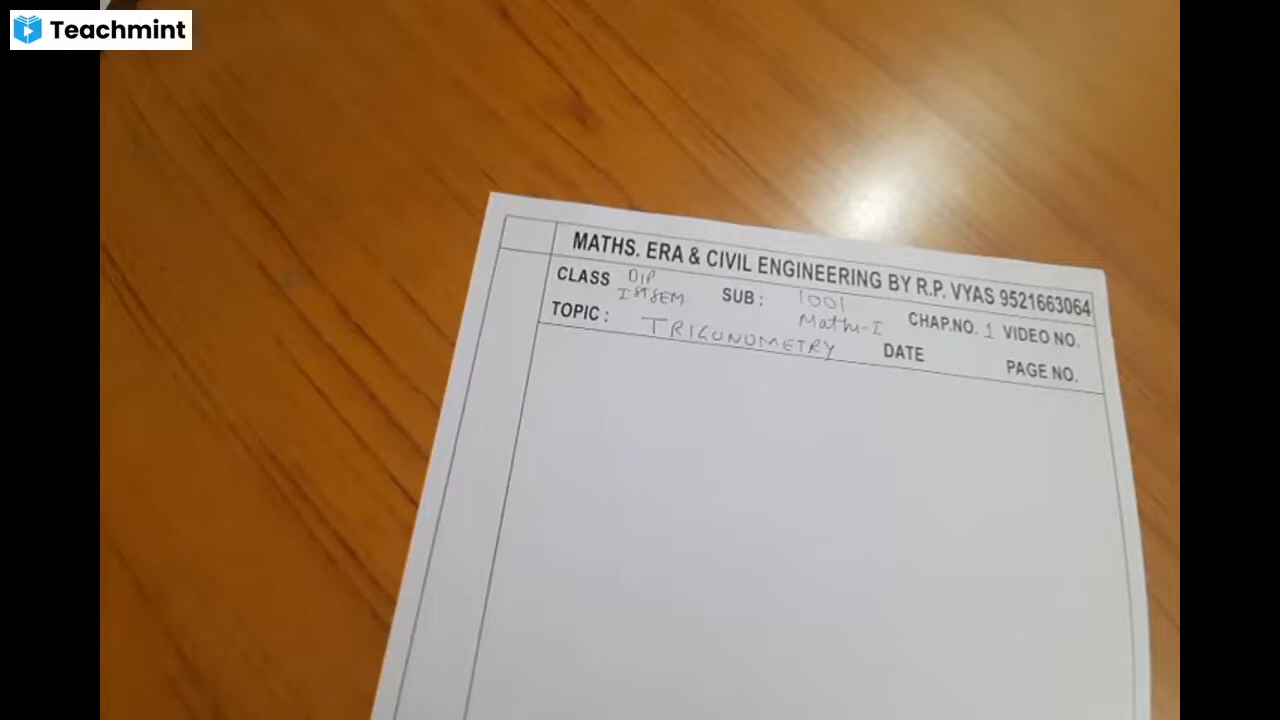 Teachmint
MATHS. ERA & CIVIL ENGINEERING BY R.P. VYAS 9521663064
CLASS DIP SUB : 1001 CHAP.NO. 1 VIDEO NO.
IST SEM Maths-I
TOPIC : TRIGONOMETRY DATE PAGE NO.